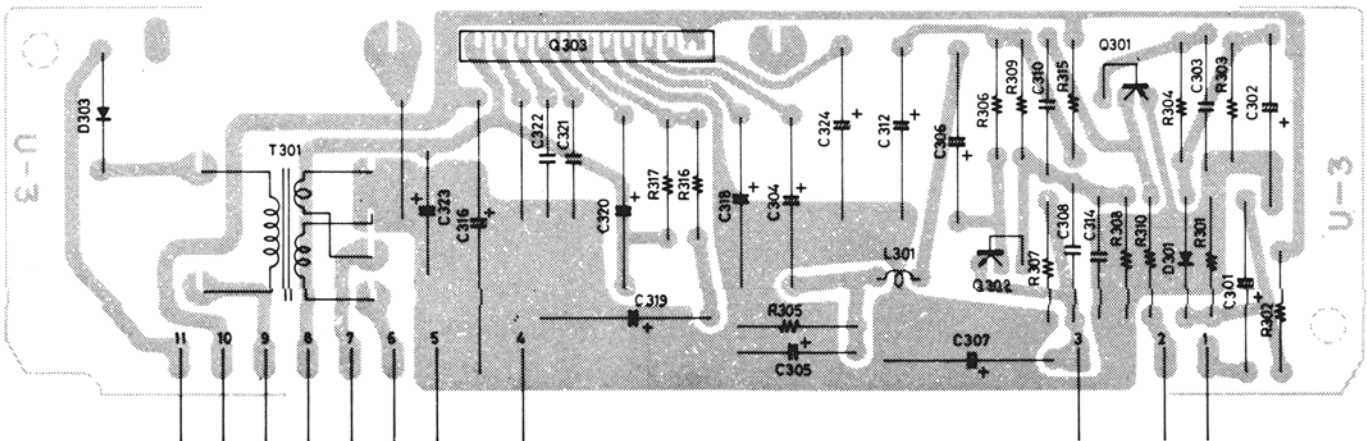 Q303
Q301
D303
U-3
T301
C322
C321
C323
C316
C320
R317
R316
C318
C304
C324
C312
C306
R306
R309
C310
R315
R304
C303
R303
C302
U-3
L301
Q302
R307
C308
C314
R308
R310
D301
R301
C301
R302
C319
R305
C305
C307
11 10 9 8 7 6 5 4 3 2 1